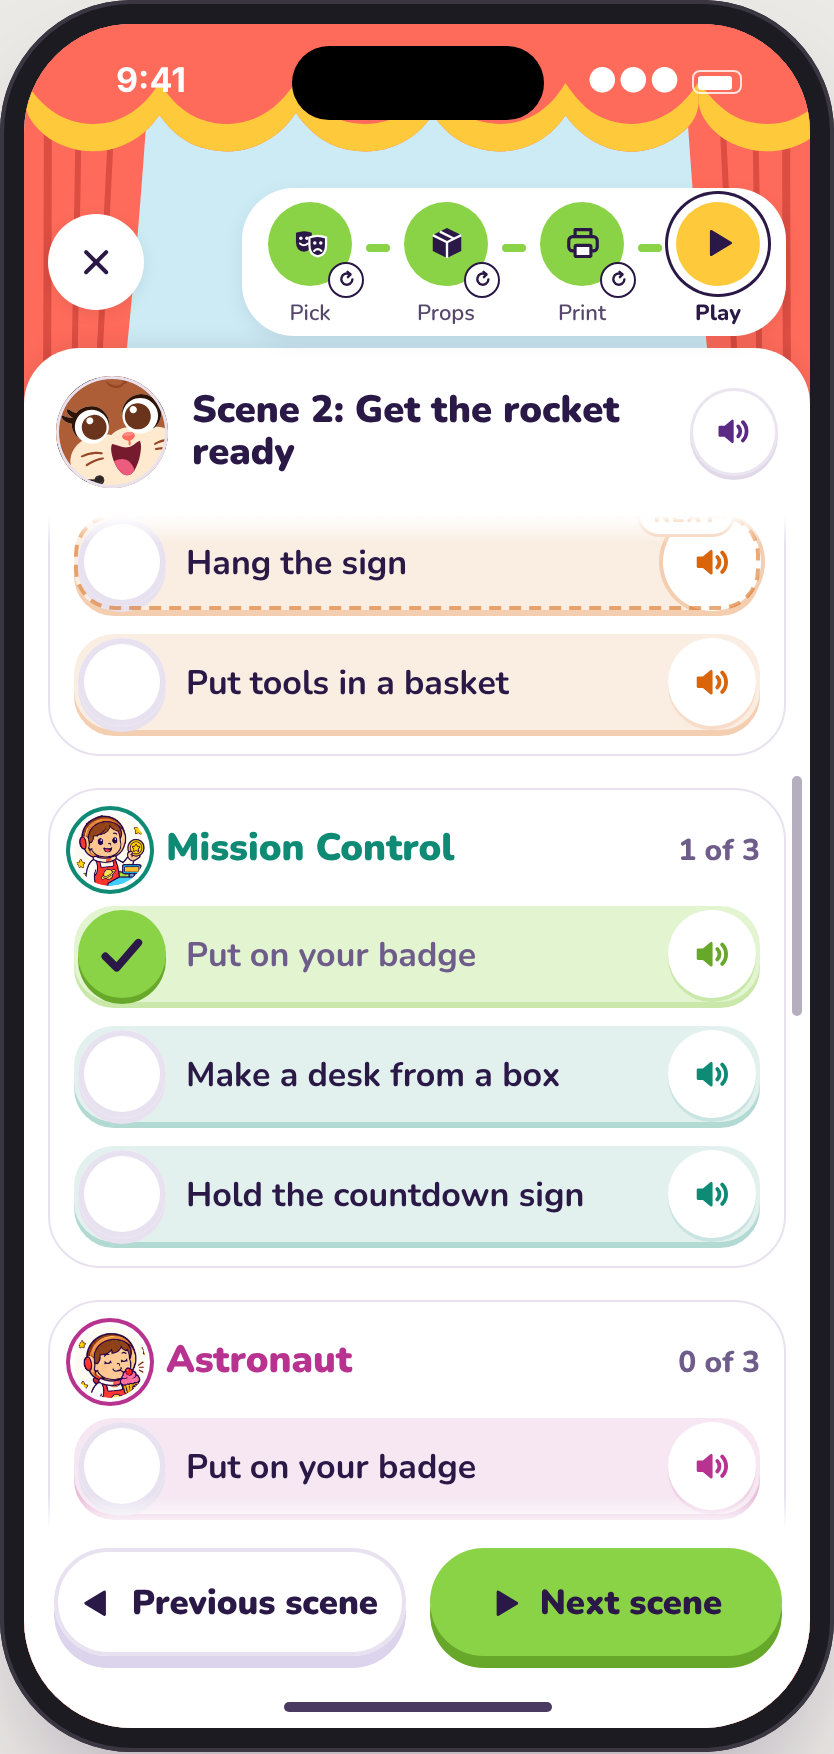 9:41
Pick
Props
Print
Play
Scene 2: Get the rocket
ready
Hang the sign
Put tools in a basket
Mission Control
1 of 3
Put on your badge
Make a desk from a box
Hold the countdown sign
Astronaut
0 of 3
Put on your badge
Previous scene
Next scene